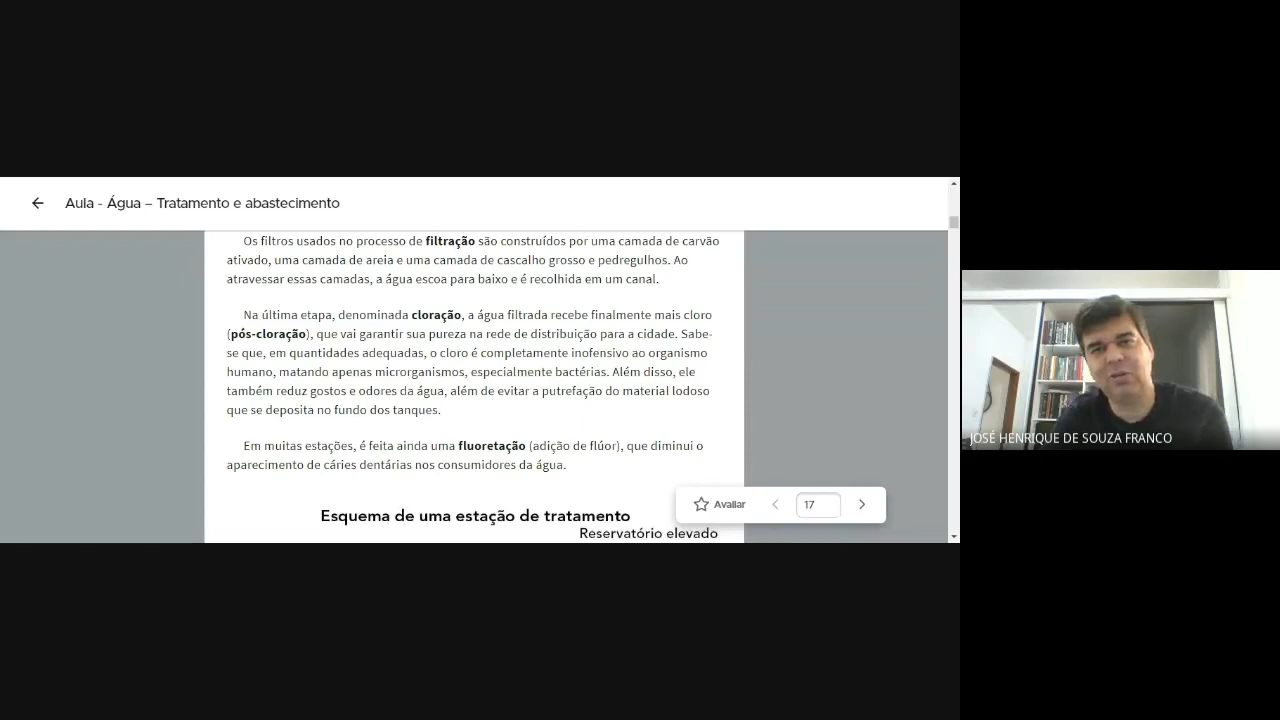 Aula - Água – Tratamento e abastecimento
Os filtros usados no processo de filtração são construídos por uma camada de carvão
ativado, uma camada de areia e uma camada de cascalho grosso e pedregulhos. Ao
atravessar essas camadas, a água escoa para baixo e é recolhida em um canal.
Na última etapa, denominada cloração, a água filtrada recebe finalmente mais cloro
(pós-cloração), que vai garantir sua pureza na rede de distribuição para a cidade. Sabe-
se que, em quantidades adequadas, o cloro é completamente inofensivo ao organismo
humano, matando apenas microrganismos, especialmente bactérias. Além disso, ele
também reduz gostos e odores da água, além de evitar a putrefação do material lodoso
que se deposita no fundo dos tanques.
Em muitas estações, é feita ainda uma fluoretação (adição de flúor), que diminui o
aparecimento de cáries dentárias nos consumidores da água.
Avaliar
17
Esquema de uma estação de tratamento
Reservatório elevado
JOSÉ HENRIQUE DE SOUZA FRANCO